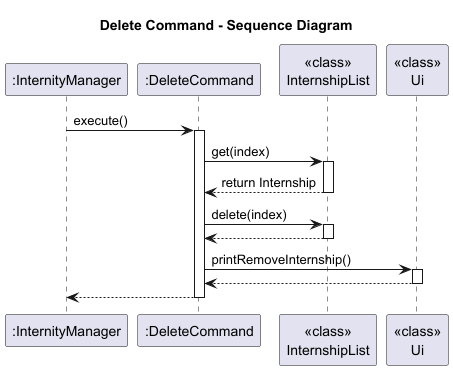 Delete Command - Sequence Diagram
:InternityManager
:DeleteCommand
«class»
InternshipList
«class»
Ui
execute()
get(index)
return Internship
delete(index)
printRemoveInternship()
:InternityManager
:DeleteCommand
«class»
InternshipList
«class»
Ui